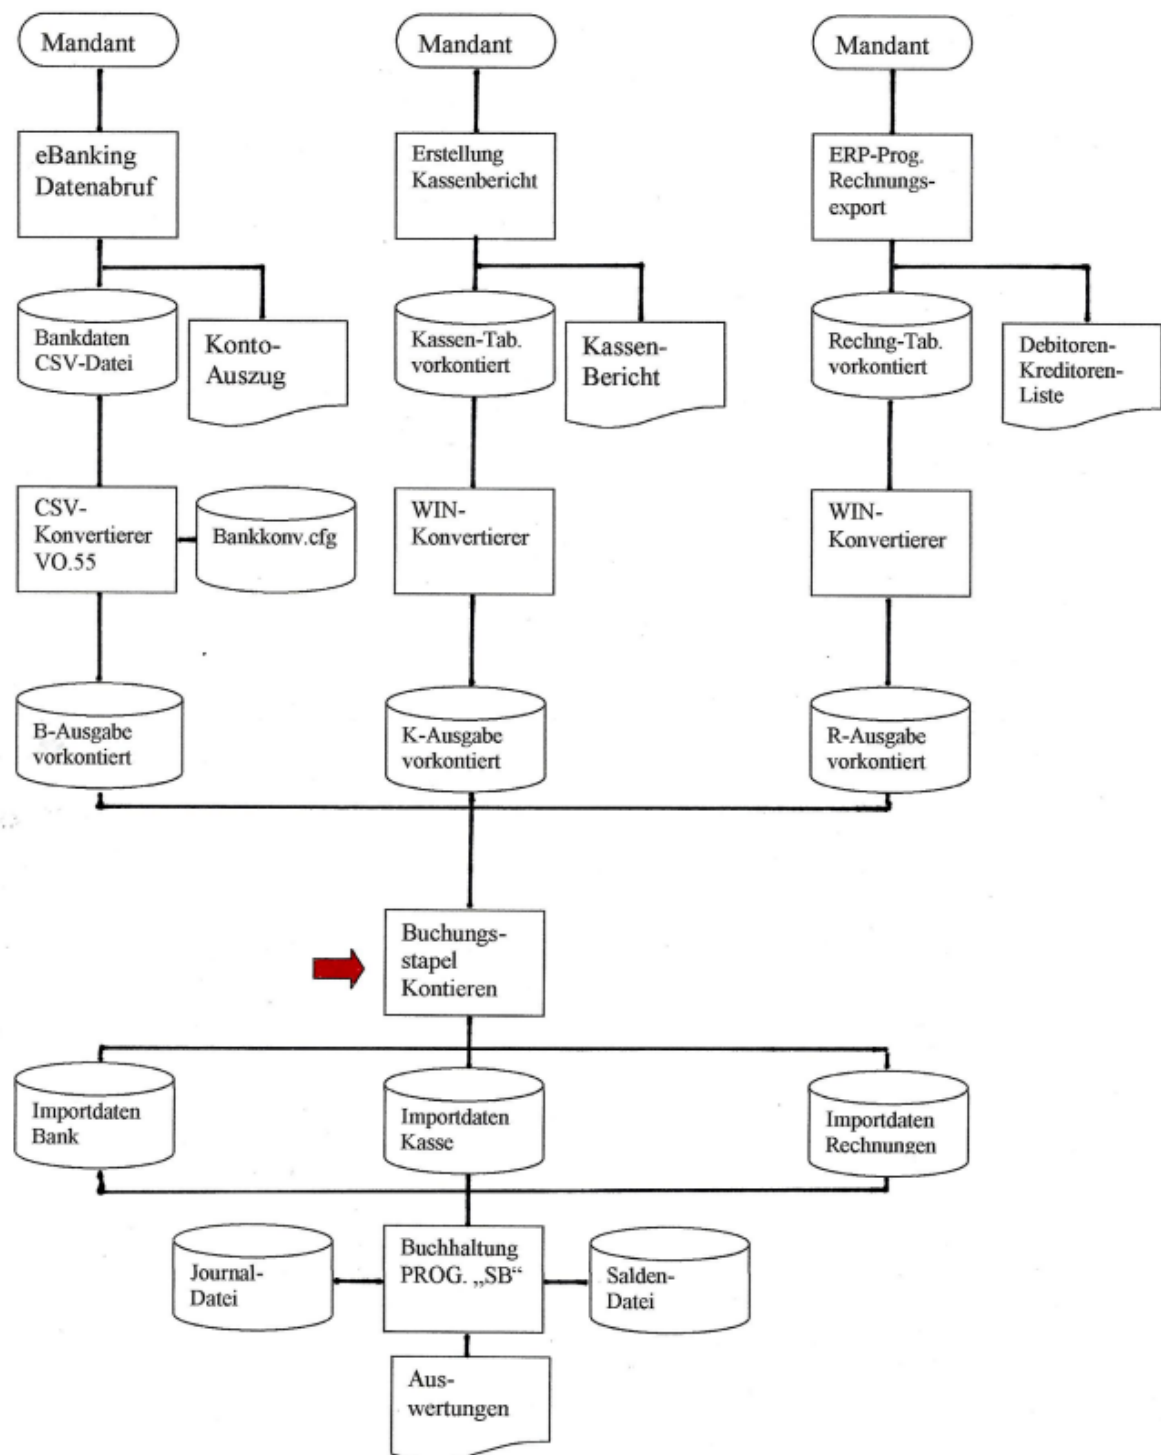 Mandant
Mandant
Mandant
eBanking
Datenabruf
Erstellung
Kassenbericht
ERP-Prog.
Rechnungs-
export
Bankdaten
CSV-Datei
Konto-
Auszug
Kassen-Tab.
vorkontiert
Kassen-
Bericht
Rechng-Tab.
vorkontiert
Debitoren-
Kreditoren-
Liste
CSV-
Konvertierer
VO.55
Bankkonv.cfg
WIN-
Konvertierer
WIN-
Konvertierer
B-Ausgabe
vorkontiert
K-Ausgabe
vorkontiert
R-Ausgabe
vorkontiert
Buchungs-
stapel
Kontieren
Importdaten
Bank
Importdaten
Kasse
Importdaten
Rechnungen
Journal-
Datei
Buchhaltung
PROG. „SB“
Salden-
Datei
Aus-
wertungen